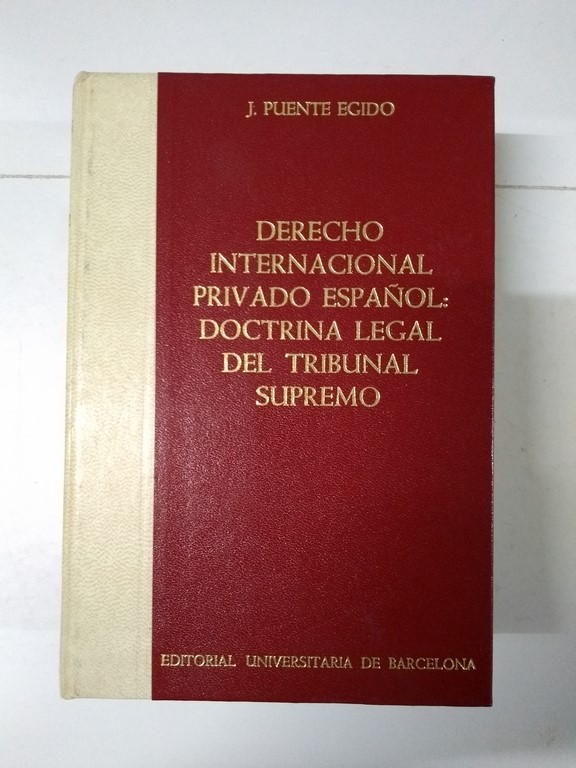 J. PUENTE EGIDO
DERECHO
INTERNACIONAL
PRIVADO ESPAÑOL:
DOCTRINA LEGAL
DEL TRIBUNAL
SUPREMO
EDITORIAL UNIVERSITARIA DE BARCELONA